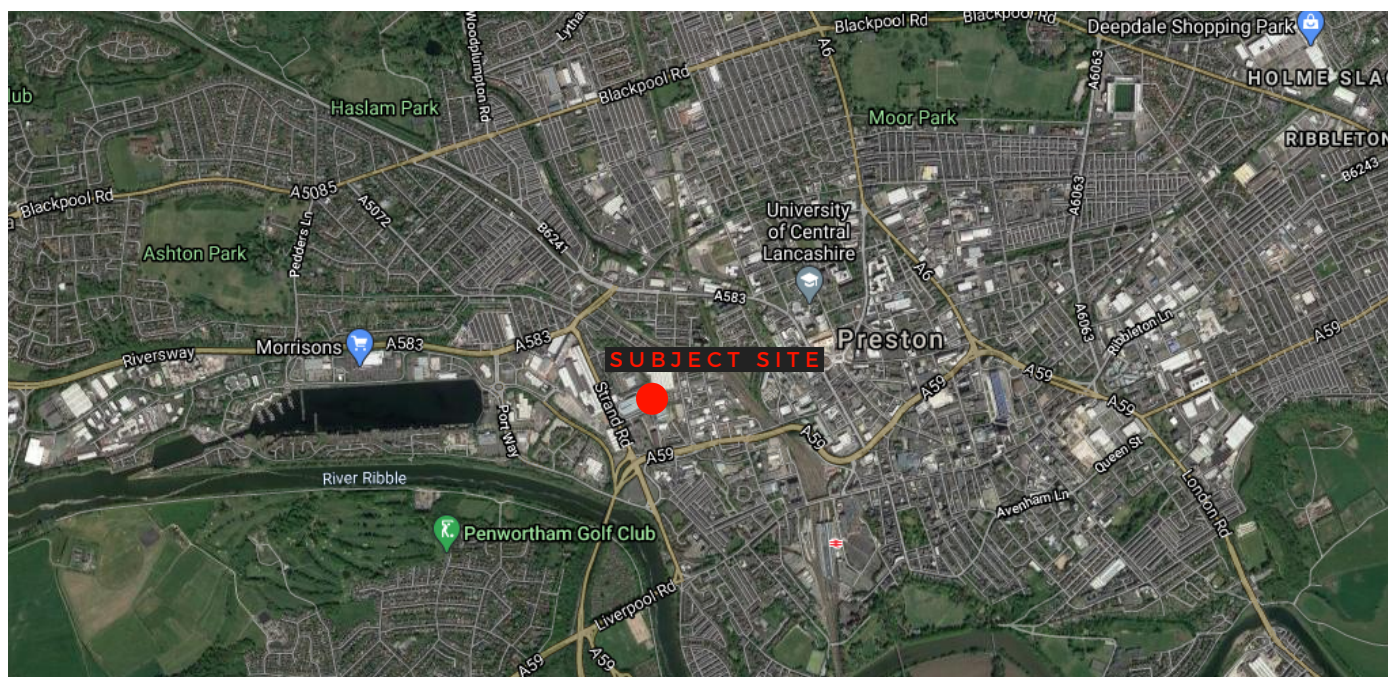 Blackpool Rd
Blackpool Rd
Deepdale Shopping Park
Woodplumpton Rd
A6
A6063
HOLME SLAC
lub
Blackpool Rd
Haslam Park
Moor Park
RIBBLETON
B6243
A5085
Blackpool Rd
A5072
A6063
University
of Central
Lancashire
B6241
Pedders Ln
Ashton Park
A6
A583
A6063
Ribbleton Ln
A59
Riversway
Morrisons
A583
A583
Preston
SUBJECT SITE
A59
A59
A59
Strand Rd
Port Way
A59
A59
Queen St
River Ribble
Avenham Ln
London Rd
Penwortham Golf Club
Liverpool Rd
A59
A59